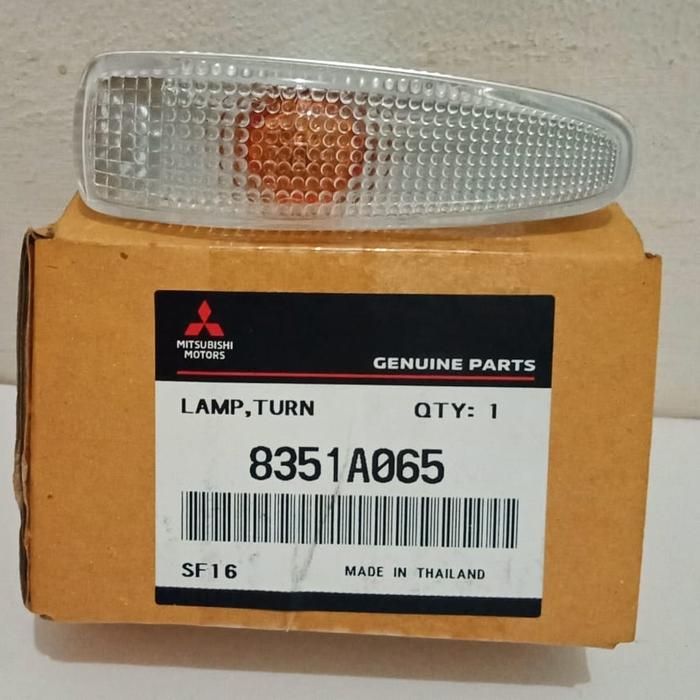 MITSUBISHI
MOTORS
GENUINE PARTS
LAMP,TURN QTY: 1
8351A065
SF16 MADE IN THAILAND